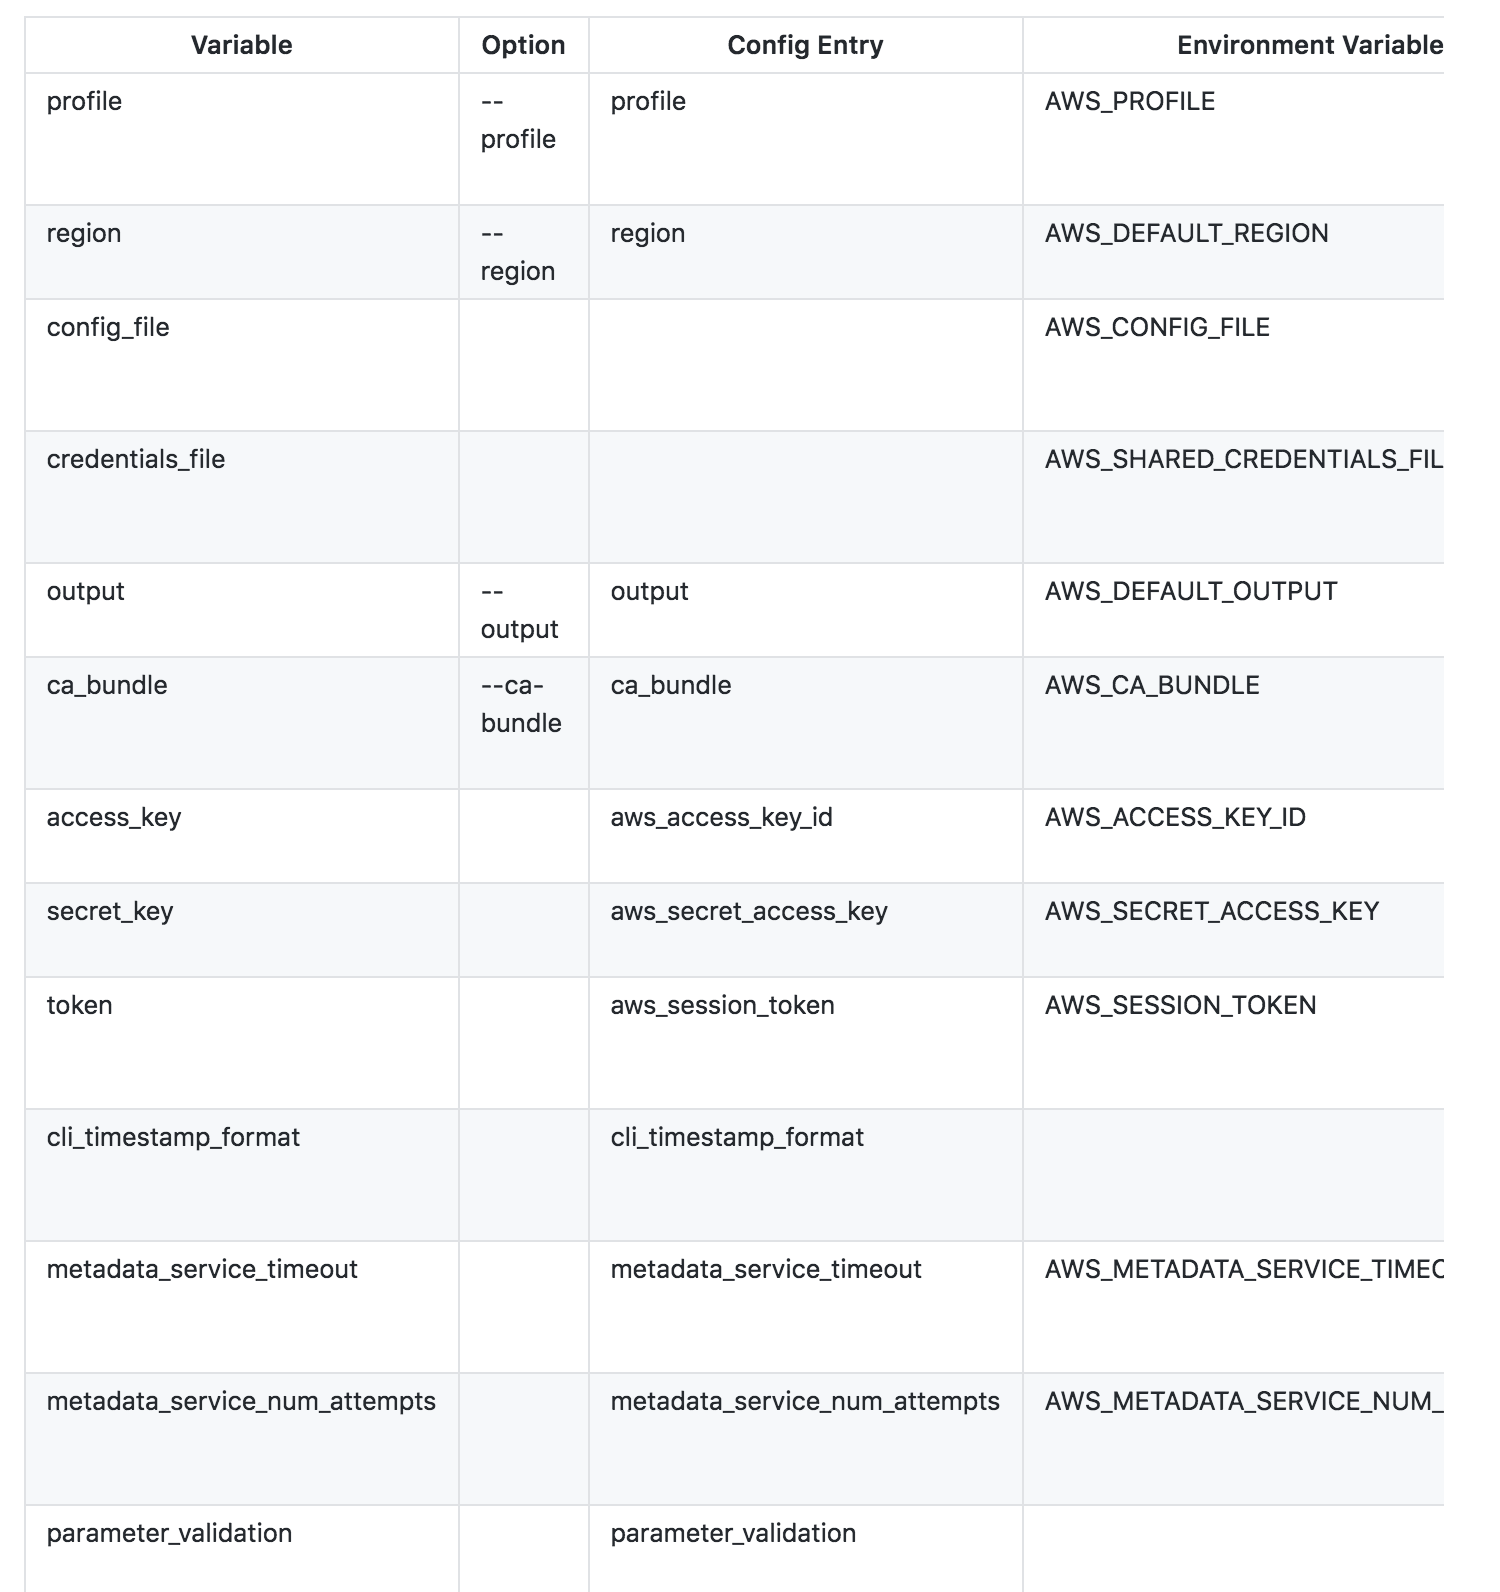 Variable Option Config Entry Environment Variable
profile -- profile AWS_PROFILE
profile
region -- region AWS_DEFAULT_REGION
region
config_file AWS_CONFIG_FILE
credentials_file AWS_SHARED_CREDENTIALS_FIL
output -- output AWS_DEFAULT_OUTPUT
output
ca_bundle --ca- ca_bundle AWS_CA_BUNDLE
bundle
access_key aws_access_key_id AWS_ACCESS_KEY_ID
secret_key aws_secret_access_key AWS_SECRET_ACCESS_KEY
token aws_session_token AWS_SESSION_TOKEN
cli_timestamp_format cli_timestamp_format
metadata_service_timeout metadata_service_timeout AWS_METADATA_SERVICE_TIMEO
metadata_service_num_attempts metadata_service_num_attempts AWS_METADATA_SERVICE_NUM_
parameter_validation parameter_validation